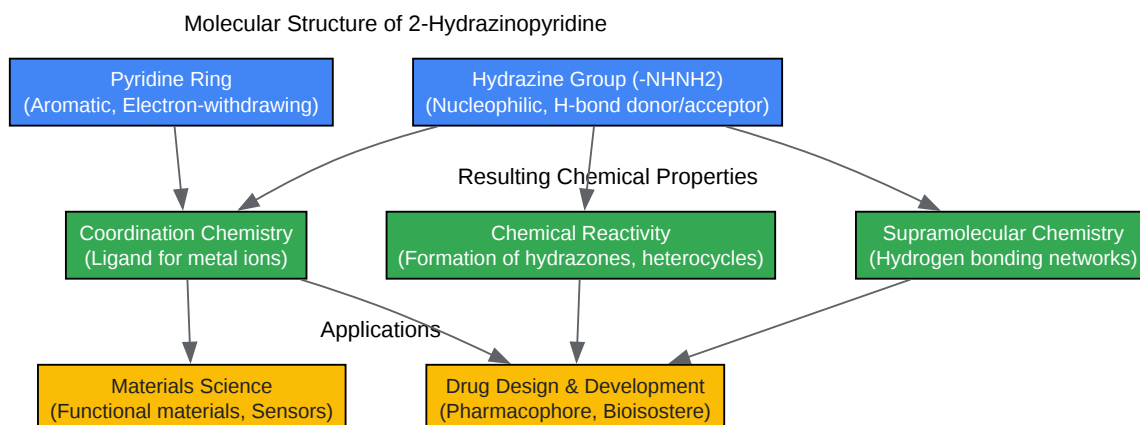 Molecular Structure of 2-Hydrazinopyridine
Pyridine Ring
(Aromatic, Electron-withdrawing)
Hydrazine Group (-NHNH2)
(Nucleophilic, H-bond donor/acceptor)
Resulting Chemical Properties
Coordination Chemistry
(Ligand for metal ions)
Chemical Reactivity
(Formation of hydrazones, heterocycles)
Supramolecular Chemistry
(Hydrogen bonding networks)
Applications
Materials Science
(Functional materials, Sensors)
Drug Design & Development
(Pharmacophore, Bioisostere)